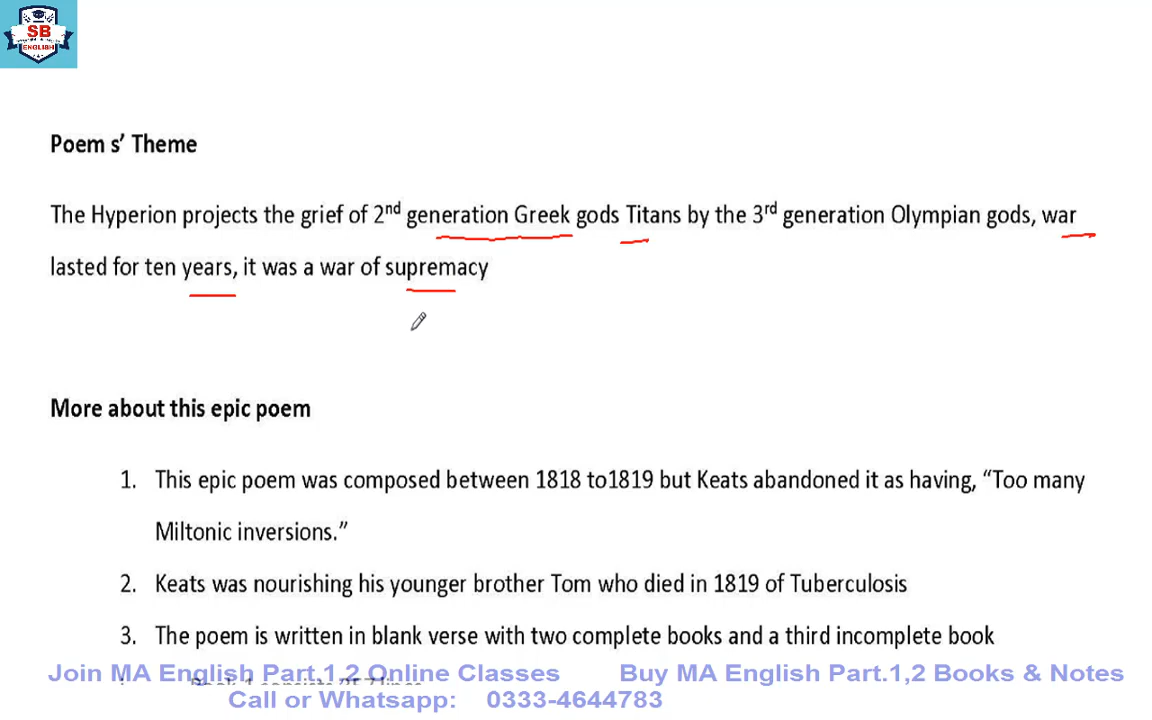 SB
ENGLISH
Poem s’ Theme
The Hyperion projects the grief of 2nd generation Greek gods Titans by the 3rd generation Olympian gods, war
lasted for ten years, it was a war of supremacy
More about this epic poem
1. This epic poem was composed between 1818 to1819 but Keats abandoned it as having, “Too many
Miltonic inversions.”
2. Keats was nourishing his younger brother Tom who died in 1819 of Tuberculosis
3. The poem is written in blank verse with two complete books and a third incomplete book
Join MA English Part.1,2 Online Classes Buy MA English Part.1,2 Books & Notes
Call or Whatsapp: 0333-4644783